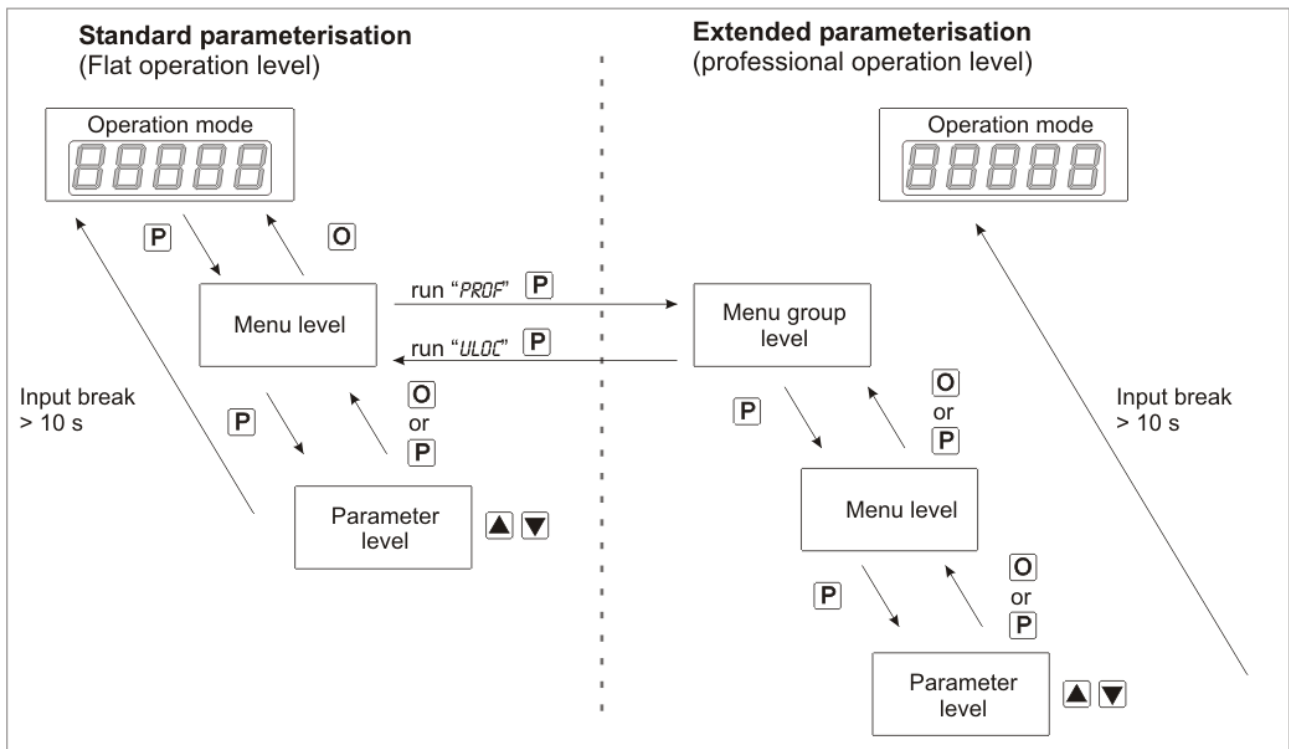 Standard parameterisation
(Flat operation level)
Operation mode
88888
P
O
Menu level
run “PROF” P
run “ULOC” P
Input break
> 10 s
P
O
or
P
Parameter
level
▲ ▼
Extended parameterisation
(professional operation level)
Operation mode
88888
Menu group
level
P
O
or
P
Input break
> 10 s
Menu level
P
O
or
P
Parameter
level
▲ ▼